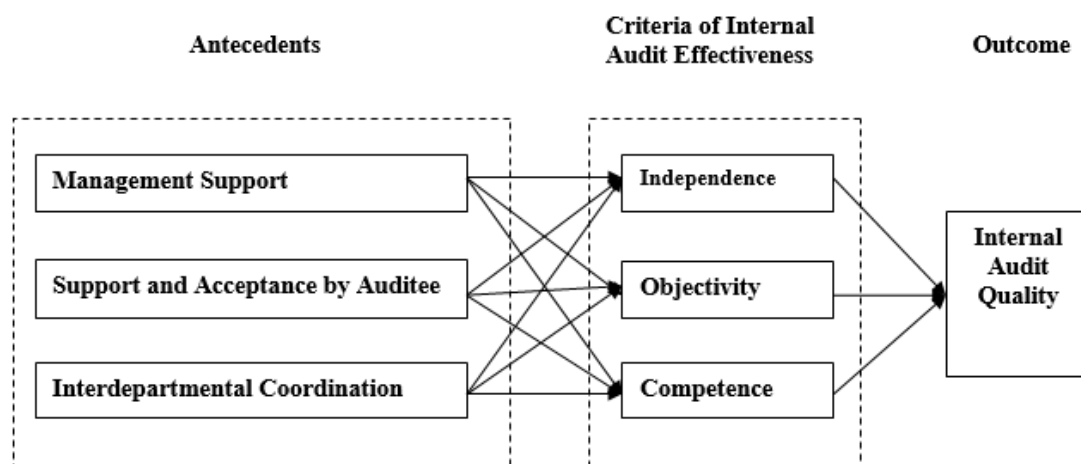 Antecedents
Criteria of Internal
Audit Effectiveness
Outcome
Management Support
Support and Acceptance by Auditee
Interdepartmental Coordination
Independence
Objectivity
Competence
Internal
Audit
Quality